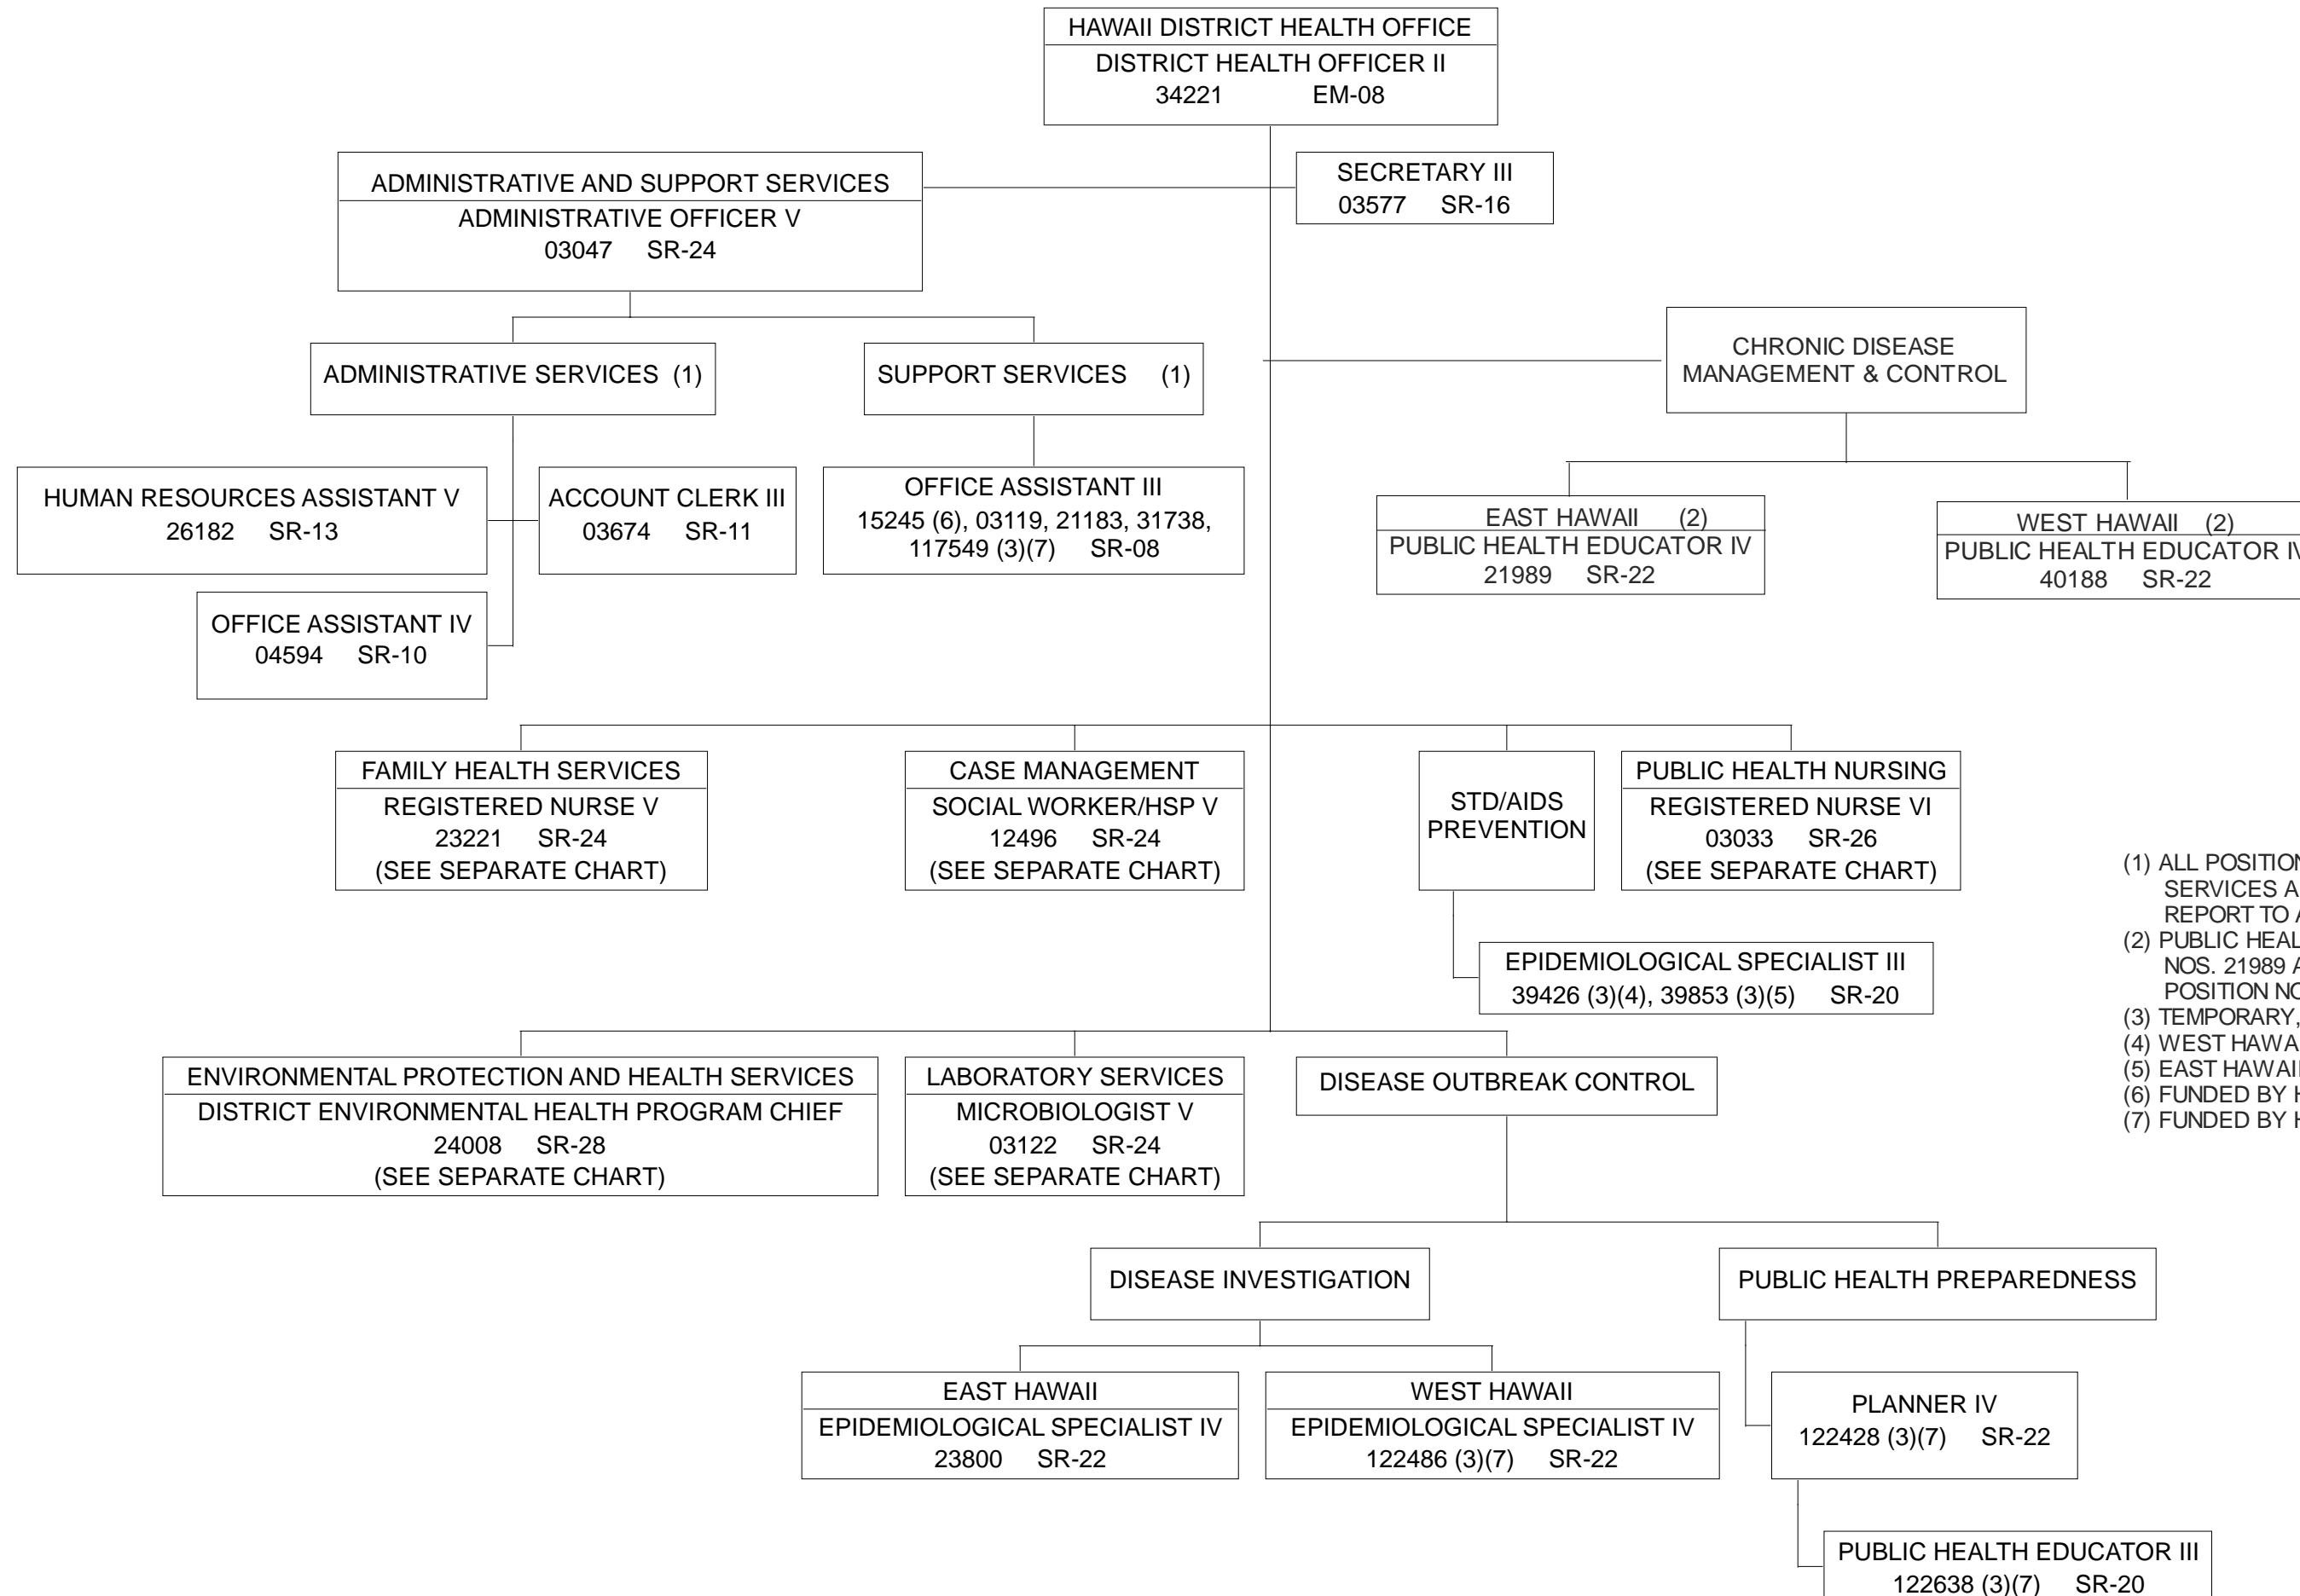 HAWAII DISTRICT HEALTH OFFICE
DISTRICT HEALTH OFFICER II
34221 EM-08
ADMINISTRATIVE AND SUPPORT SERVICES
ADMINISTRATIVE OFFICER V
03047 SR-24
SECRETARY III
03577 SR-16
ADMINISTRATIVE SERVICES (1)
SUPPORT SERVICES (1)
CHRONIC DISEASE
MANAGEMENT & CONTROL
HUMAN RESOURCES ASSISTANT V
26182 SR-13
ACCOUNT CLERK III
03674 SR-11
OFFICE ASSISTANT III
15245 (6), 03119, 21183, 31738,
117549 (3)(7) SR-08
EAST HAWAII (2)
PUBLIC HEALTH EDUCATOR IV
21989 SR-22
WEST HAWAII (2)
PUBLIC HEALTH EDUCATOR IV
40188 SR-22
OFFICE ASSISTANT IV
04594 SR-10
FAMILY HEALTH SERVICES
REGISTERED NURSE V
23221 SR-24
(SEE SEPARATE CHART)
CASE MANAGEMENT
SOCIAL WORKER/HSP V
12496 SR-24
(SEE SEPARATE CHART)
STD/AIDS
PREVENTION
PUBLIC HEALTH NURSING
REGISTERED NURSE VI
03033 SR-26
(SEE SEPARATE CHART)
EPIDEMIOLOGICAL SPECIALIST III
39426 (3)(4), 39853 (3)(5) SR-20
(1) ALL POSITION
SERVICES A
REPORT TO A
(2) PUBLIC HEAL
NOS. 21989 A
POSITION NO
(3) TEMPORARY,
(4) WEST HAWA
(5) EAST HAWAII
(6) FUNDED BY H
(7) FUNDED BY H
ENVIRONMENTAL PROTECTION AND HEALTH SERVICES
DISTRICT ENVIRONMENTAL HEALTH PROGRAM CHIEF
24008 SR-28
(SEE SEPARATE CHART)
LABORATORY SERVICES
MICROBIOLOGIST V
03122 SR-24
(SEE SEPARATE CHART)
DISEASE OUTBREAK CONTROL
DISEASE INVESTIGATION
PUBLIC HEALTH PREPAREDNESS
EAST HAWAII
EPIDEMIOLOGICAL SPECIALIST IV
23800 SR-22
WEST HAWAII
EPIDEMIOLOGICAL SPECIALIST IV
122486 (3)(7) SR-22
PLANNER IV
122428 (3)(7) SR-22
PUBLIC HEALTH EDUCATOR III
122638 (3)(7) SR-20